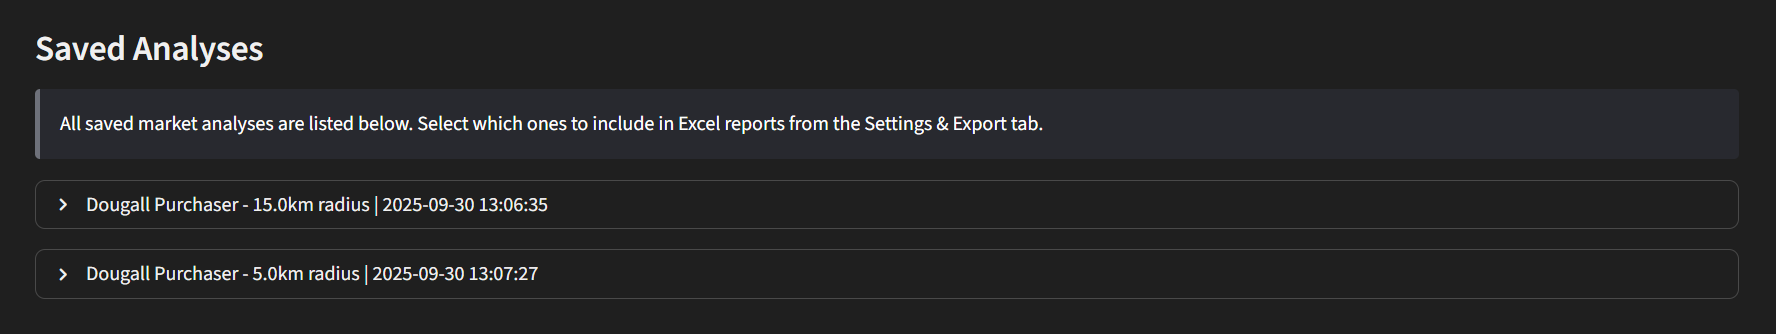 Saved Analyses
All saved market analyses are listed below. Select which ones to include in Excel reports from the Settings & Export tab.
Dougall Purchaser - 15.0km radius | 2025-09-30 13:06:35
Dougall Purchaser - 5.0km radius | 2025-09-30 13:07:27